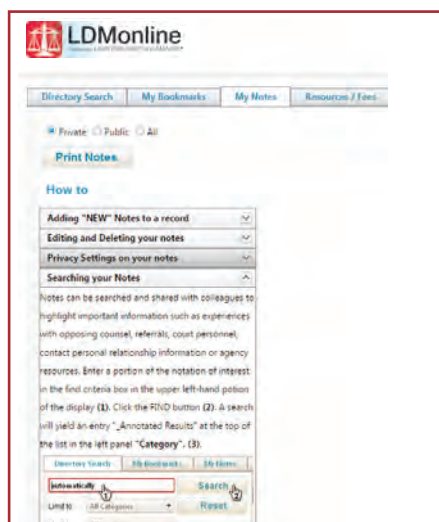 LDMonline
Directory Search My Bookmarks My Notes Resources / Fees
Private Public All
Print Notes
How to
Adding "NEW" Notes to a record
Editing and Deleting your notes
Privacy Settings on your notes
Searching your Notes
Notes can be searched and shared with colleagues to
highlight important information such as experiences
with opposing counsel, referrals, court personnel,
contact personal relationship information or agency
resources. Enter a portion of the notation of interest
in the find criteria box in the upper left-hand potion
of the display (1). Click the FIND button (2). A search
will yield an entry "_Annotated Results" at the top of
the list in the left panel "Category". (3).
Directory Search My Bookmarks My Notes
automatically (1) Search (2)
Limit to All Categories Reset